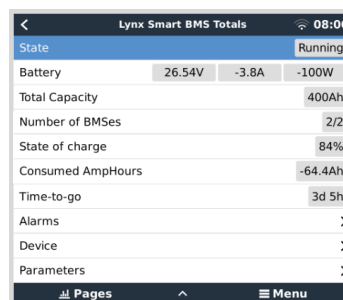 Lynx Smart BMS Totals 08:00
State Running
Battery 26.54V -3.8A -100W
Total Capacity 400Ah
Number of BMSes 2/2
State of charge 84%
Consumed AmpHours -64.4Ah
Time-to-go 3d 5h
Alarms
Device
Parameters
Pages Menu